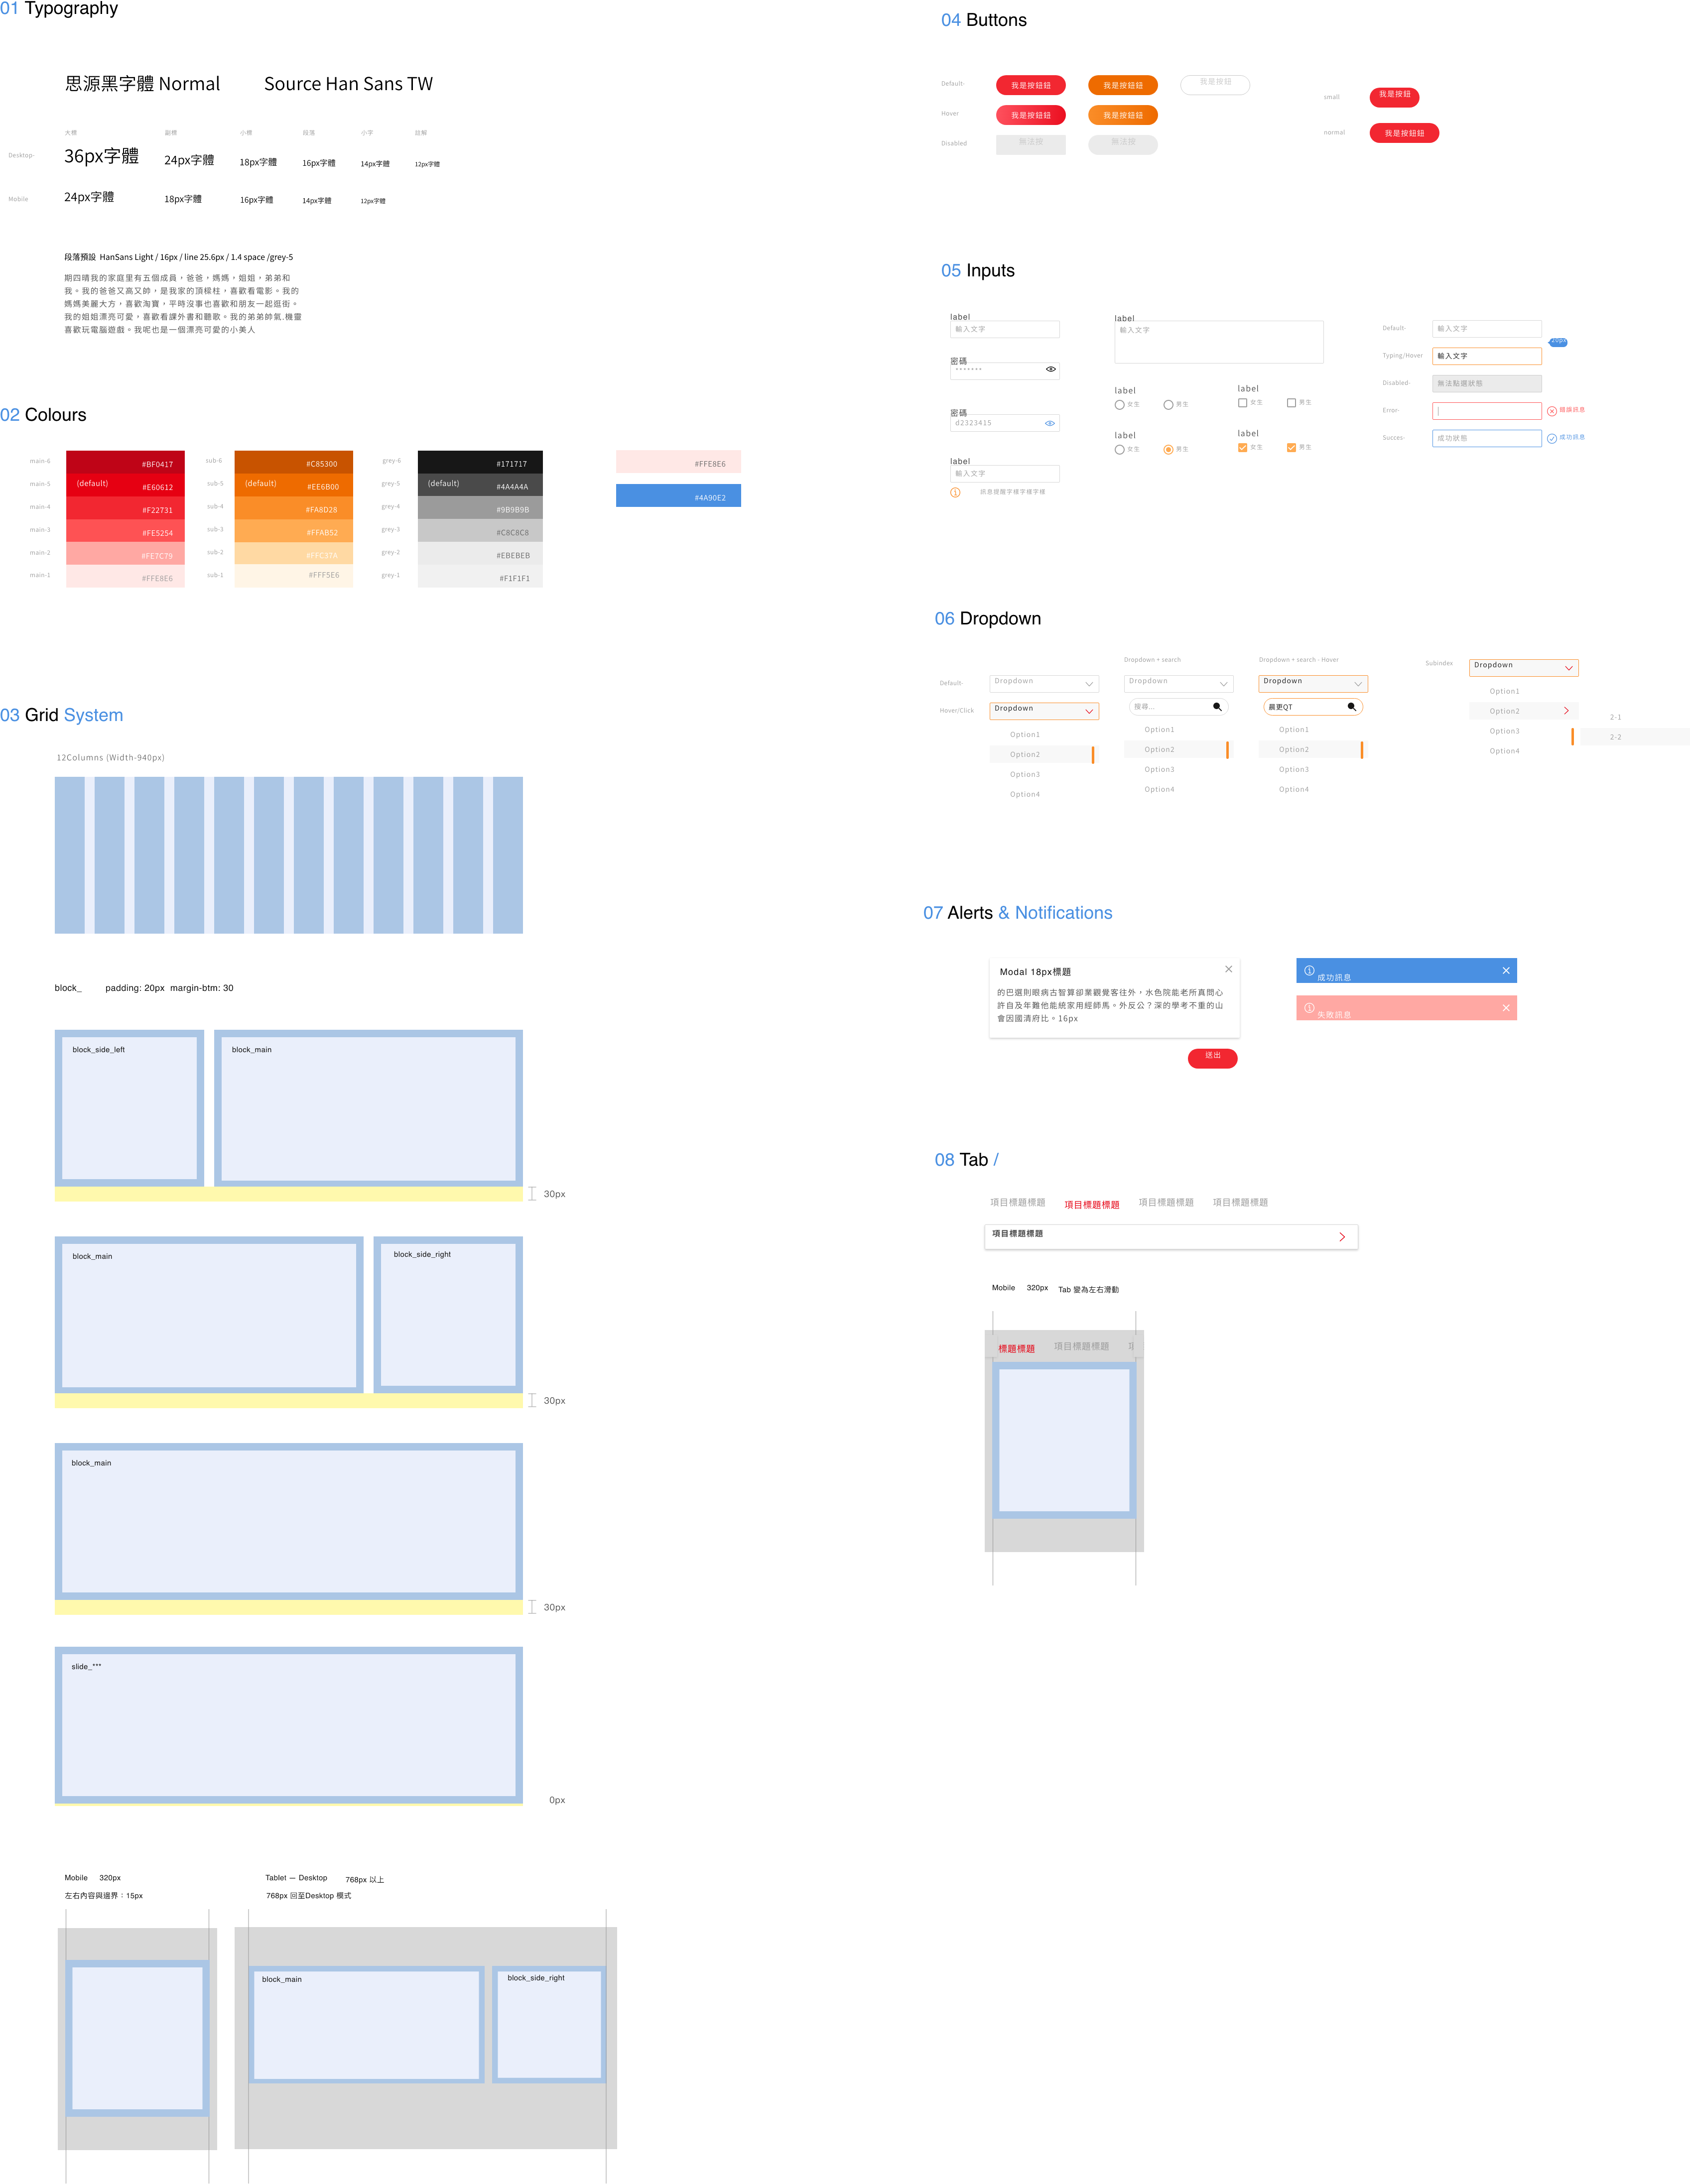 01 Typography
思源黑字體 Normal
Source Han Sans TW
大標
副標
小標
段落
小字
註解
Desktop-
36px字體
24px字體
18px字體
16px字體
14px字體
12px字體
Mobile
24px字體
18px字體
16px字體
14px字體
12px字體
段落預設 HanSans Light / 16px / line 25.6px / 1.4 space /grey-5
期四晴我的家庭里有五個成員，爸爸，媽媽，姐姐，弟弟和
我。我的爸爸又高又帥，是我家的頂樑柱，喜歡看電影。我的
媽媽美麗大方，喜歡淘寶，平時沒事也喜歡和朋友一起逛街。
我的姐姐漂亮可愛，喜歡看課外書和聽歌。我的弟弟帥氣.機靈
喜歡玩電腦遊戲。我呢也是一個漂亮可愛的小美人
02 Colours
main-6
#BF0417
main-5
(default)
#E60612
main-4
#F22731
main-3
#FE5254
main-2
#FE7C79
main-1
#FFE8E6
sub-6
#C85300
sub-5
(default)
#EE6B00
sub-4
#FA8D28
sub-3
#FFAB52
sub-2
#FFC37A
sub-1
#FFF5E6
grey-6
#171717
grey-5
(default)
#4A4A4A
grey-4
#9B9B9B
grey-3
#C8C8C8
grey-2
#EBEBEB
grey-1
#F1F1F1
#FFE8E6
#4A90E2
03 Grid System
12Columns (Width-940px)
block_
padding: 20px margin-btm: 30
block_side_left
block_main
30px
block_main
block_side_right
30px
block_main
30px
slide_***
0px
Mobile 320px
左右內容與邊界：15px
Tablet — Desktop 768px 以上
768px 回至Desktop 模式
block_main
block_side_right
04 Buttons
Default-
我是按鈕鈕
我是按鈕鈕
我是按鈕
Hover
我是按鈕鈕
我是按鈕鈕
Disabled
無法按
無法按
small
我是按鈕
normal
我是按鈕鈕
05 Inputs
label
輸入文字
密碼
*******
密碼
d2323415
label
輸入文字
訊息提醒字樣字樣字樣
label
輸入文字
label
女生
男生
label
女生
男生
label
女生
男生
label
女生
男生
Default-
輸入文字
20px
Typing/Hover
輸入文字
Disabled-
無法點選狀態
Error-
錯誤訊息
Succes-
成功狀態
成功訊息
06 Dropdown
Default-
Dropdown
Hover/Click
Dropdown
Option1
Option2
Option3
Option4
Dropdown + search
Dropdown
搜尋...
Option1
Option2
Option3
Option4
Dropdown + search - Hover
Dropdown
晨更QT
Option1
Option2
Option3
Option4
Subindex
Dropdown
Option1
Option2
Option3
Option4
2-1
2-2
07 Alerts & Notifications
Modal 18px標題
的巴選則眼病古智算卻業觀覺客往外，水色院能老所真問心
許自及年難他能統家用經師馬。外反公？深的學考不重的山
會因國清府比。16px
送出
成功訊息
失敗訊息
08 Tab /
項目標題標題
項目標題標題
項目標題標題
項目標題標題
項目標題標題
Mobile 320px Tab 變為左右滑動
標題標題
項目標題標題